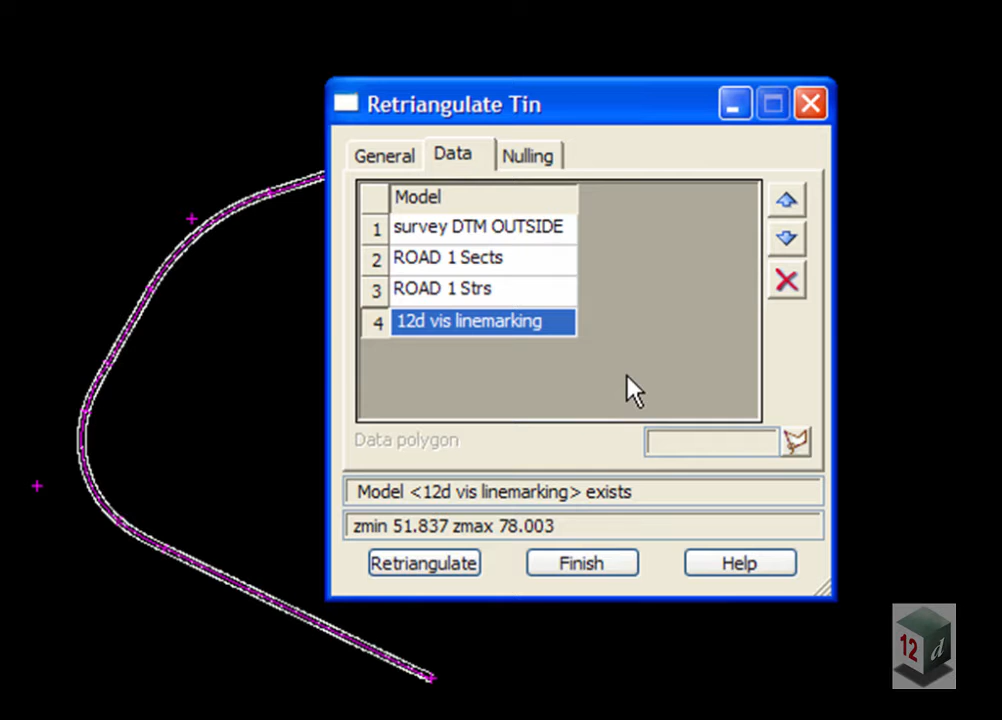 Retriangulate Tin
General Data Nulling
Model
1 survey DTM OUTSIDE
2 ROAD 1 Sects
3 ROAD 1 Strs
4 12d vis linemarking
Data polygon
Model <12d vis linemarking> exists
zmin 51.837 zmax 78.003
Retriangulate Finish Help
12 d